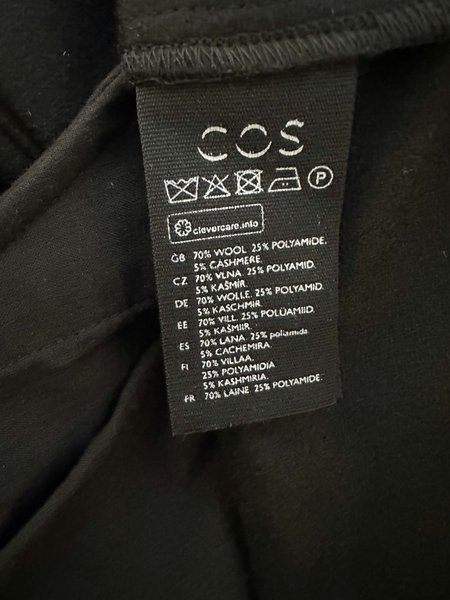 COS
P
clevercare.info
GB 70% WOOL. 25% POLYAMIDE.
5% CASHMERE.
CZ 70% VLNA. 25% POLYAMID.
5% KAŠMÍR.
DE 70% WOLLE. 25% POLYAMID.
5% KASCHMIR.
EE 70% VILL. 25% POLÜAMIID.
5% KAŠMIIR.
ES 70% LANA. 25% poliamida
5% CACHEMIRA.
FI 70% VILLAA.
25% POLYAMIDIA
5% KASHMIRIA.
FR 70% LAINE. 25% POLYAMIDE.